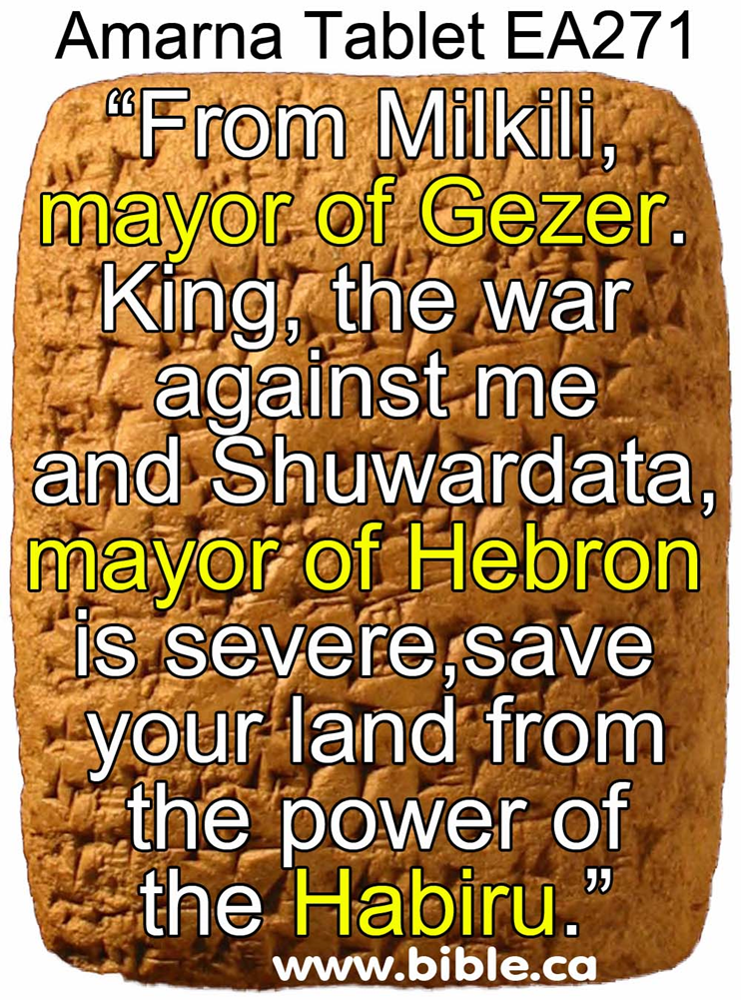 Amarna Tablet EA271
“From Milkili,
mayor of Gezer.
King, the war
against me
and Shuwardata,
mayor of Hebron
is severe,save
your land from
the power of
the Habiru.”
www.bible.ca